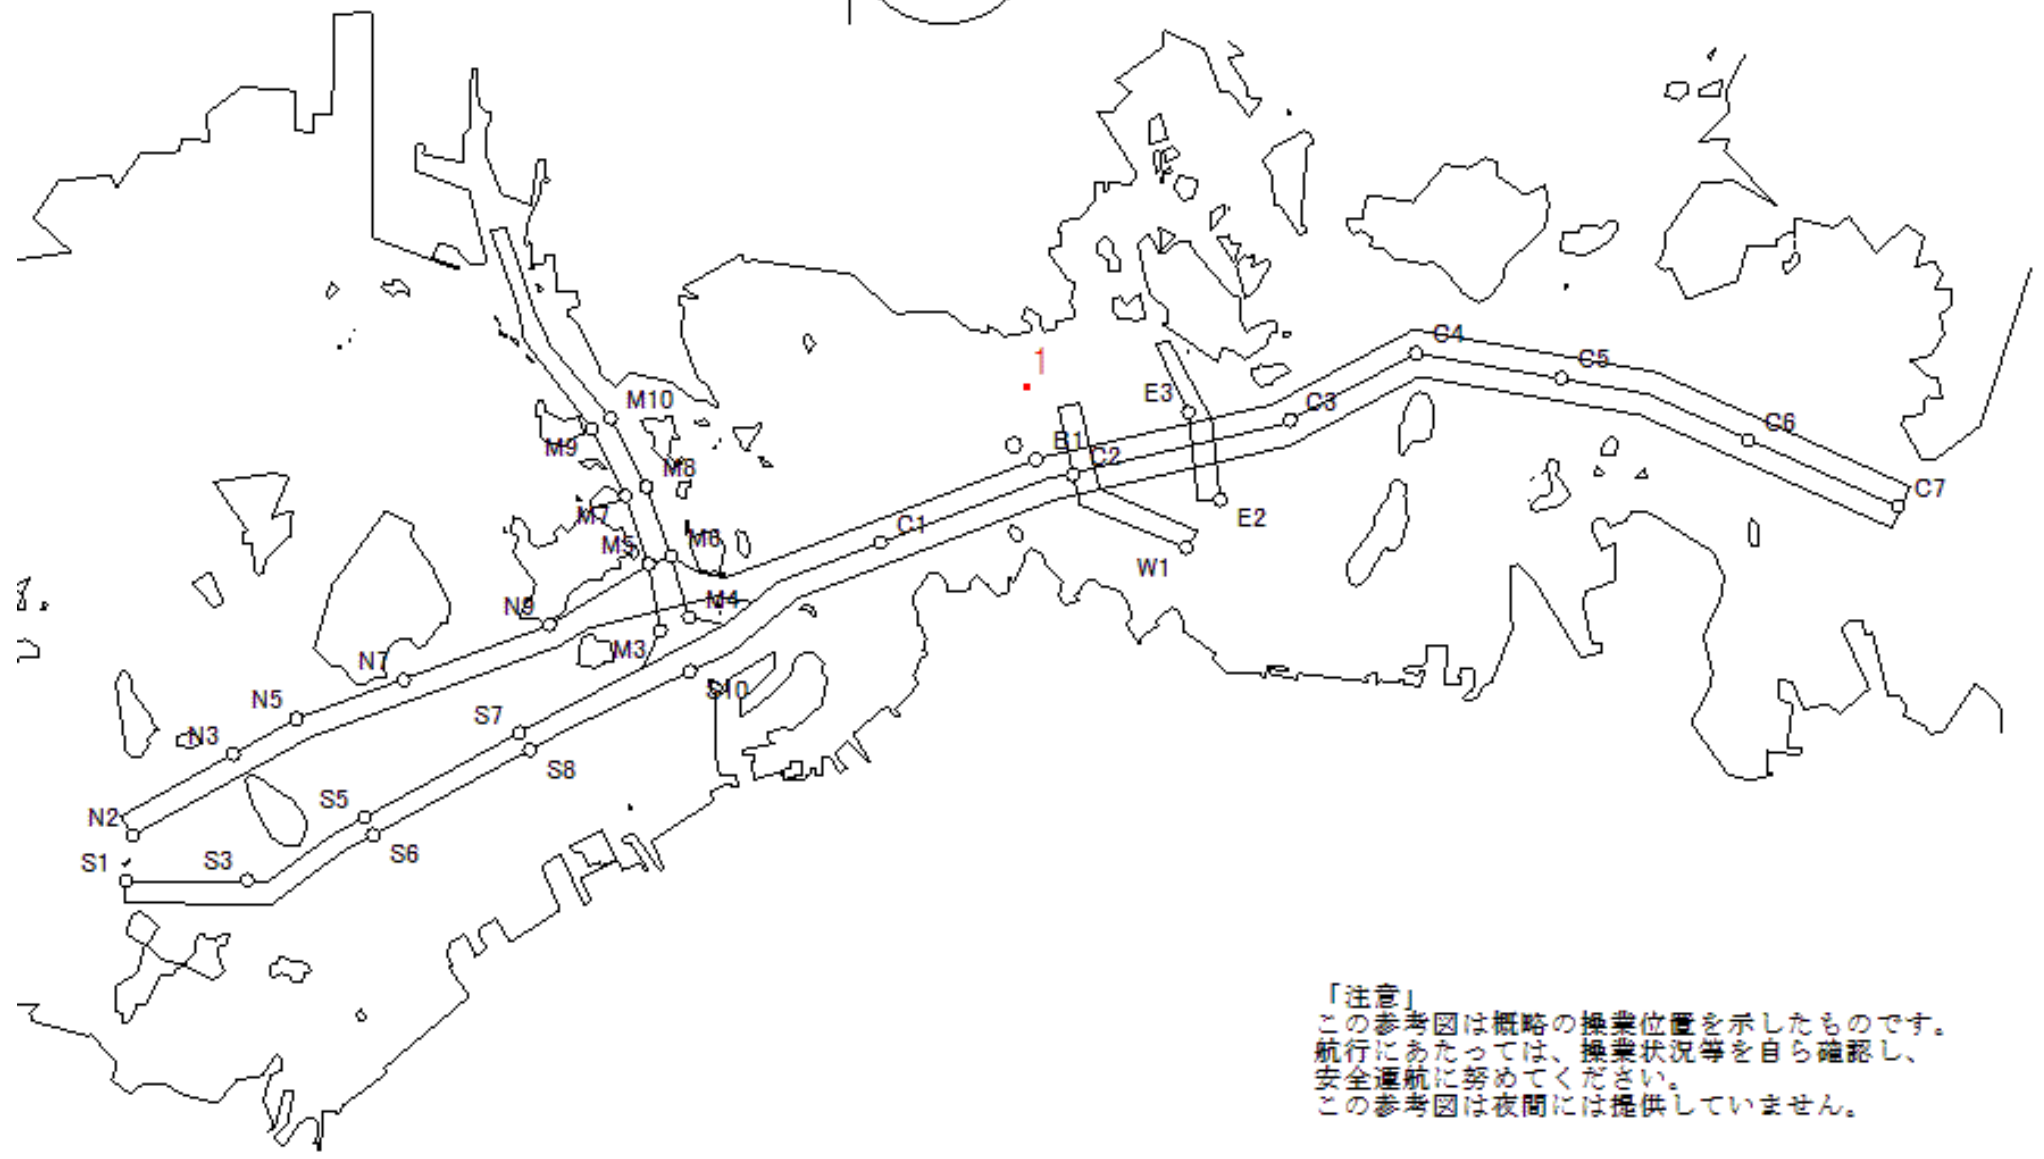 1
C4
C5
M10
E3
C3
C6
M9
B1
M8
C2
C7
M7
E2
C1
M5
M6
W1
N9
M4
M3
N7
S10
N5
S7
N3
S8
S5
N2
S6
S1
S3
「注意」
この参考図は概略の操業位置を示したものです。
航行にあたっては、操業状況等を自ら確認し、
安全運航に努めてください。
この参考図は夜間には提供していません。